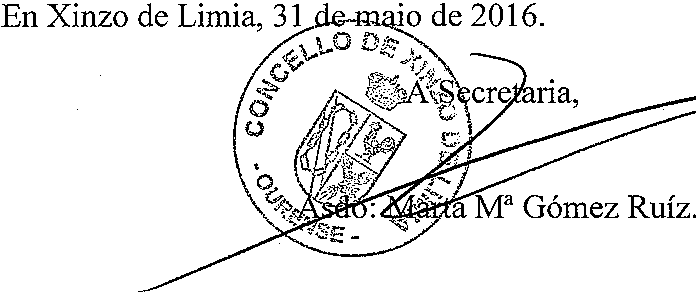 En Xinzo de Limia, 31 de maio de 2016.
CONCELLO DE XINZO DE LIMIA
A Secretaria,
- OURENSE -
Asdo: Marta Mª Gómez Ruíz.